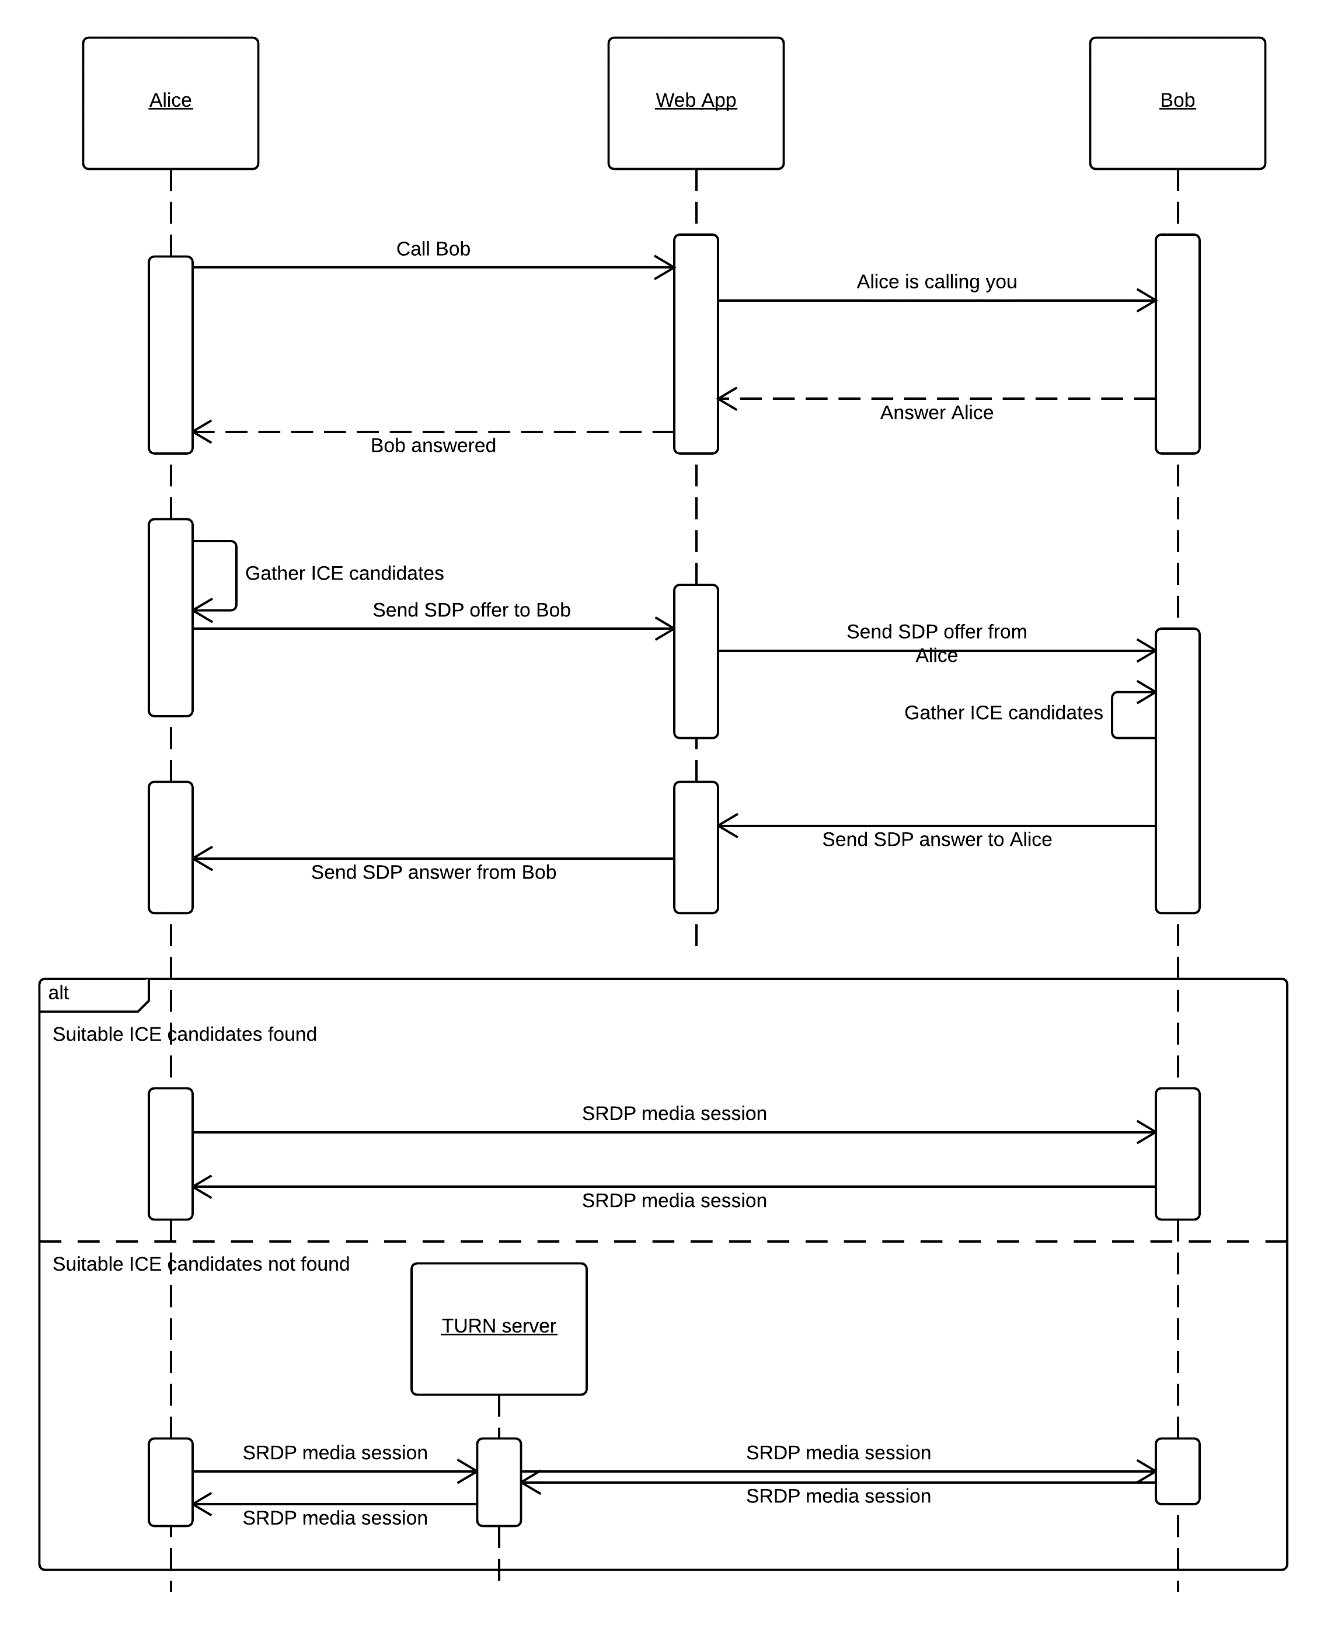 Alice
Web App
Bob
Call Bob
Alice is calling you
Answer Alice
Bob answered
Gather ICE candidates
Send SDP offer to Bob
Send SDP offer from
Alice
Gather ICE candidates
Send SDP answer to Alice
Send SDP answer from Bob
alt
Suitable ICE candidates found
SRDP media session
SRDP media session
Suitable ICE candidates not found
TURN server
SRDP media session
SRDP media session
SRDP media session
SRDP media session